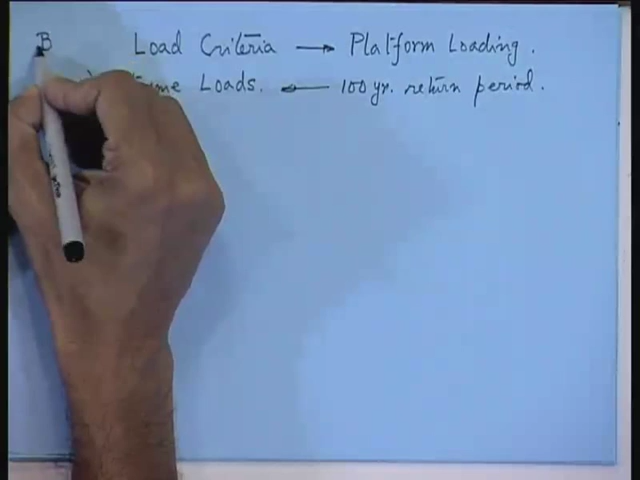 B Load Criteria → Platform Loading.
Loads. ← 100 yr. return period.